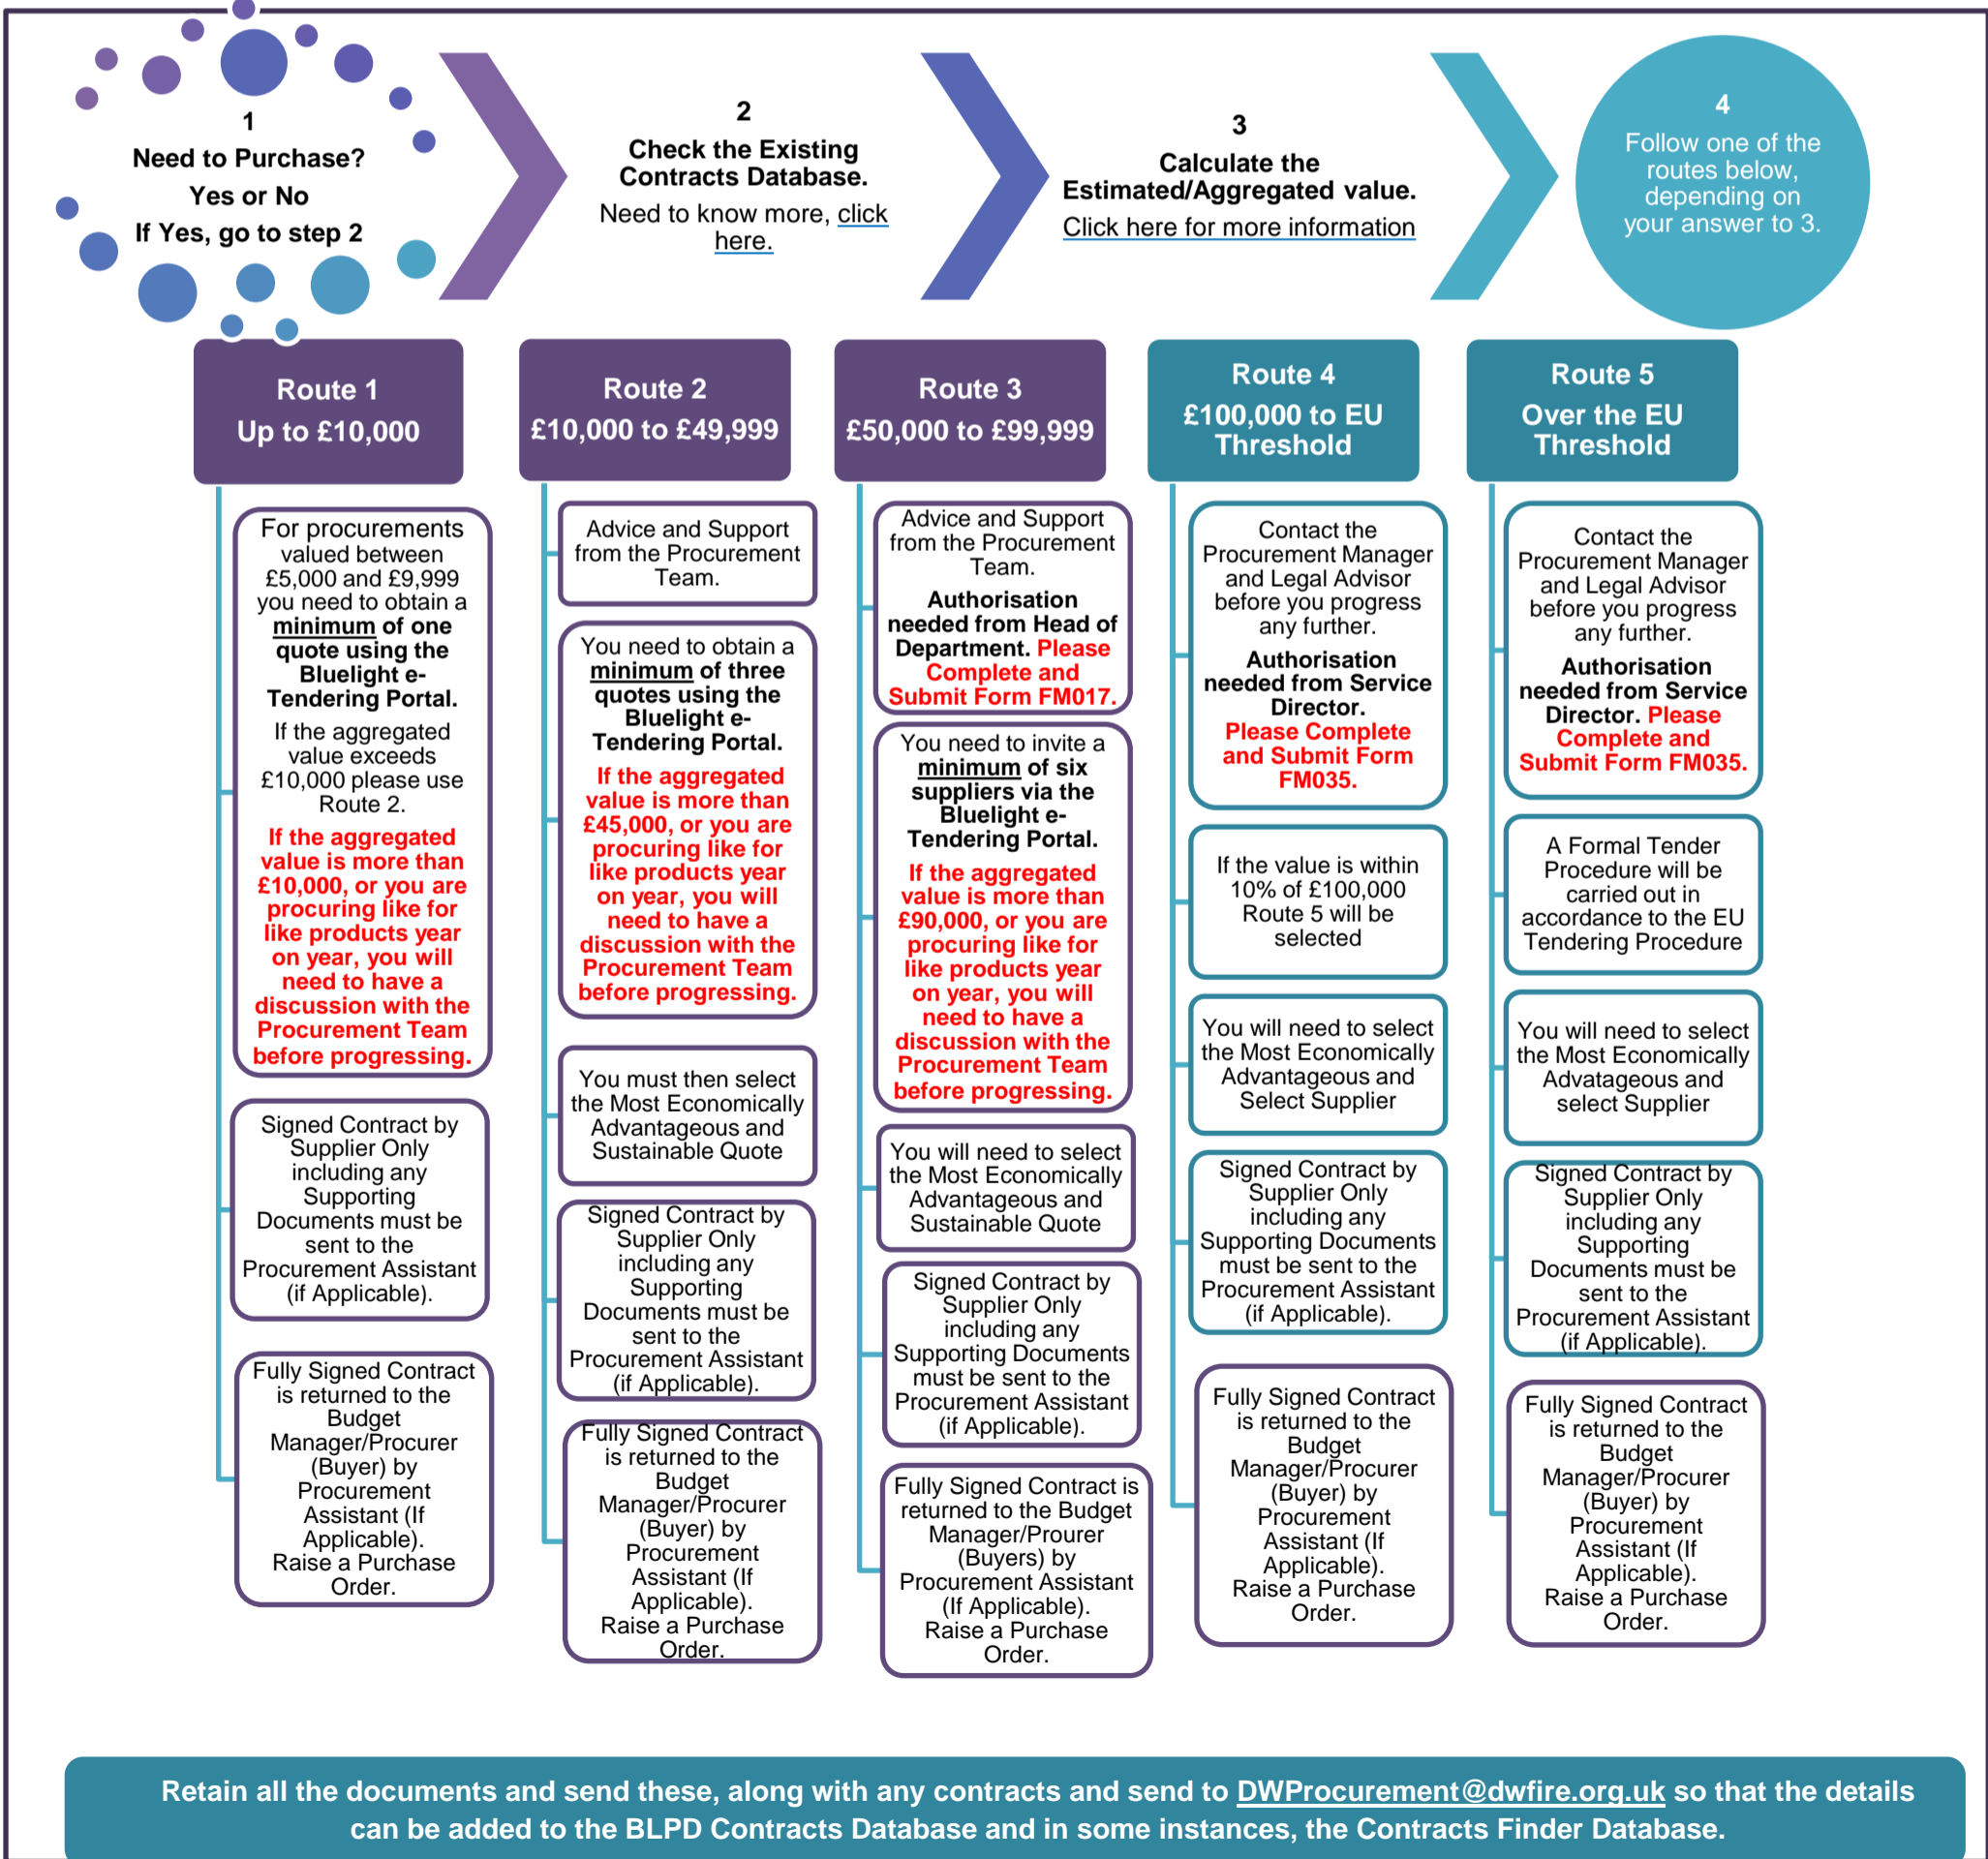 1
Need to Purchase?
Yes or No
If Yes, go to step 2
2
Check the Existing
Contracts Database.
Need to know more, click
here.
3
Calculate the
Estimated/Aggregated value.
Click here for more information
4
Follow one of the
routes below,
depending on
your answer to 3.
Route 1
Up to £10,000
For procurements
valued between
£5,000 and £9,999
you need to obtain a
minimum of one
quote using the
Bluelight e-
Tendering Portal.
If the aggregated
value exceeds
£10,000 please use
Route 2.
If the aggregated
value is more than
£10,000, or you are
procuring like for
like products year
on year, you will
need to have a
discussion with the
Procurement Team
before progressing.
Signed Contract by
Supplier Only
including any
Supporting
Documents must be
sent to the
Procurement Assistant
(if Applicable).
Fully Signed Contract
is returned to the
Budget
Manager/Procurer
(Buyer) by
Procurement
Assistant (If
Applicable).
Raise a Purchase
Order.
Route 2
£10,000 to £49,999
Advice and Support
from the Procurement
Team.
You need to obtain a
minimum of three
quotes using the
Bluelight e-
Tendering Portal.
If the aggregated
value is more than
£45,000, or you are
procuring like for
like products year
on year, you will
need to have a
discussion with the
Procurement Team
before progressing.
You must then select
the Most Economically
Advantageous and
Sustainable Quote
Signed Contract by
Supplier Only
including any
Supporting
Documents must be
sent to the
Procurement Assistant
(if Applicable).
Fully Signed Contract
is returned to the
Budget
Manager/Procurer
(Buyer) by
Procurement
Assistant (If
Applicable).
Raise a Purchase
Order.
Route 3
£50,000 to £99,999
Advice and Support
from the Procurement
Team.
Authorisation
needed from Head of
Department. Please
Complete and
Submit Form FM017.
You need to invite a
minimum of six
suppliers via the
Bluelight e-
Tendering Portal.
If the aggregated
value is more than
£90,000, or you are
procuring like for
like products year
on year, you will
need to have a
discussion with the
Procurement Team
before progressing.
You will need to select
the Most Economically
Advantageous and
Sustainable Quote
Signed Contract by
Supplier Only
including any
Supporting Documents
must be sent to the
Procurement Assistant
(if Applicable).
Fully Signed Contract is
returned to the Budget
Manager/Prourer
(Buyers) by
Procurement Assistant
(If Applicable).
Raise a Purchase
Order.
Route 4
£100,000 to EU
Threshold
Contact the
Procurement Manager
and Legal Advisor
before you progress
any further.
Authorisation
needed from Service
Director.
Please Complete
and Submit Form
FM035.
If the value is within
10% of £100,000
Route 5 will be
selected
You will need to select
the Most Economically
Advantageous and
Select Supplier
Signed Contract by
Supplier Only
including any
Supporting Documents
must be sent to the
Procurement Assistant
(if Applicable).
Fully Signed Contract
is returned to the
Budget
Manager/Procurer
(Buyer) by
Procurement
Assistant (If
Applicable).
Raise a Purchase
Order.
Route 5
Over the EU
Threshold
Contact the
Procurement Manager
and Legal Advisor
before you progress
any further.
Authorisation
needed from Service
Director. Please
Complete and
Submit Form FM035.
A Formal Tender
Procedure will be
carried out in
accordance to the EU
Tendering Procedure
You will need to select
the Most Economically
Advatageous and
select Supplier
Signed Contract by
Supplier Only
including any
Supporting
Documents must be
sent to the
Procurement Assistant
(if Applicable).
Fully Signed Contract
is returned to the
Budget
Manager/Procurer
(Buyer) by
Procurement
Assistant (If
Applicable).
Raise a Purchase
Order.
Retain all the documents and send these, along with any contracts and send to DWProcurement@dwfire.org.uk so that the details
can be added to the BLPD Contracts Database and in some instances, the Contracts Finder Database.